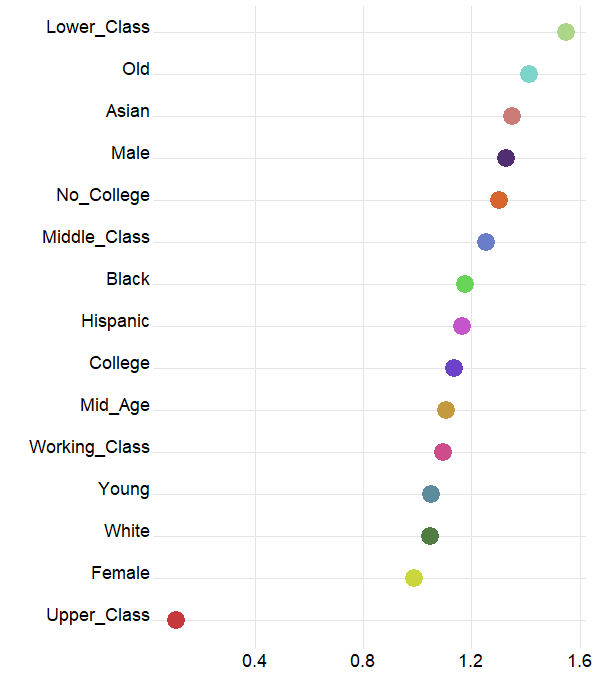 Lower_Class
Old
Asian
Male
No_College
Middle_Class
Black
Hispanic
College
Mid_Age
Working_Class
Young
White
Female
Upper_Class
0.4 0.8 1.2 1.6